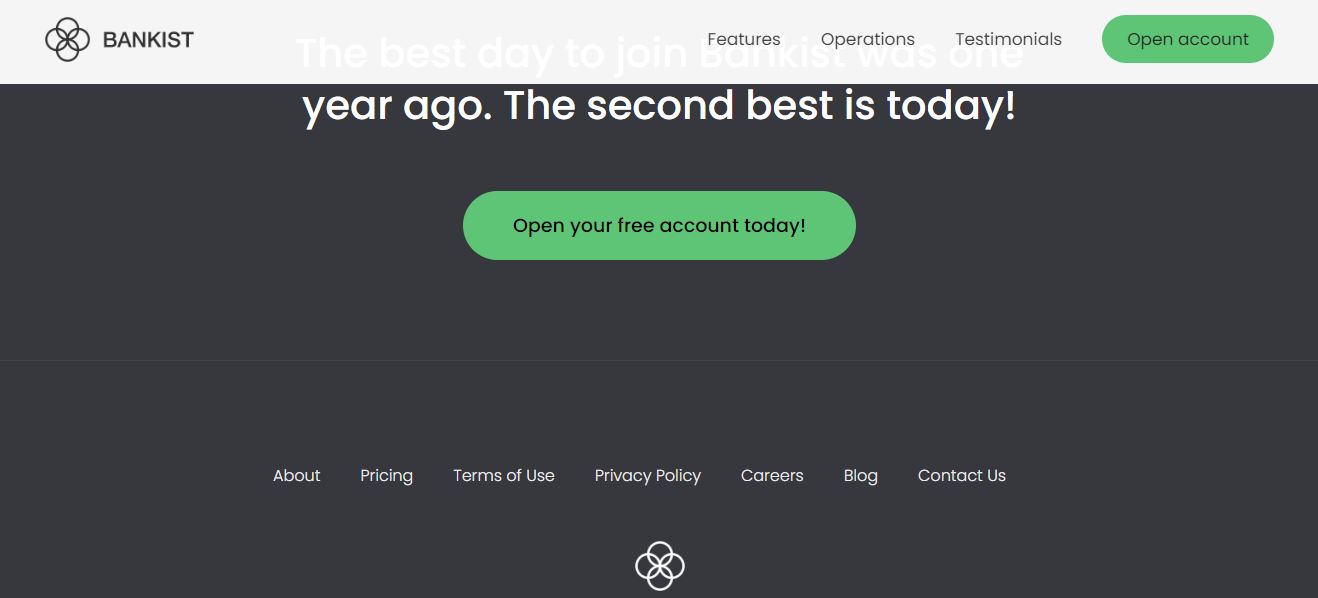 BANKIST
Features Operations Testimonials Open account
The best day to join Bankist was one
year ago. The second best is today!
Open your free account today!
About Pricing Terms of Use Privacy Policy Careers Blog Contact Us